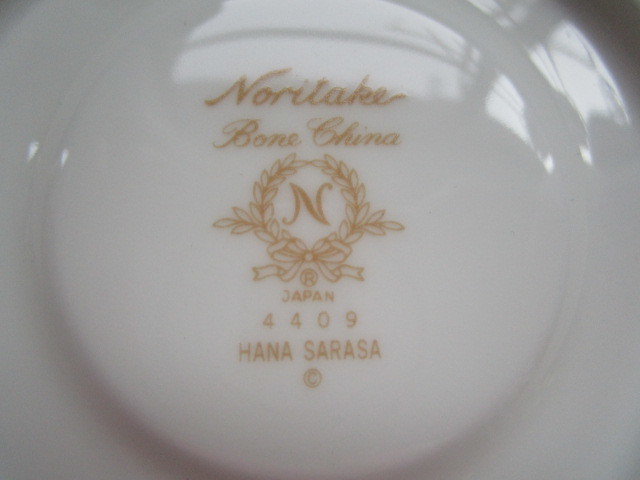 Noritake
Bone China
N
®
JAPAN
4409
HANA SARASA
©